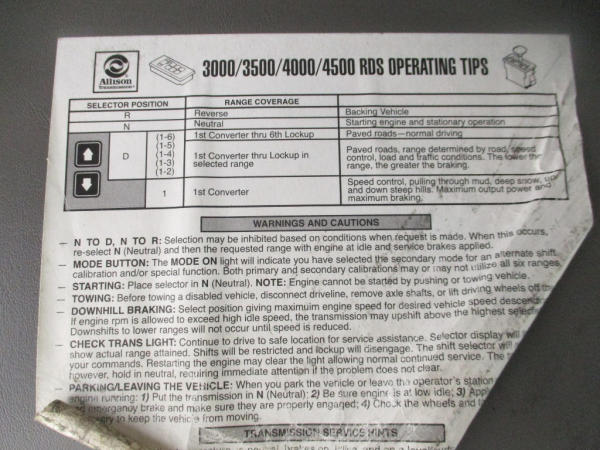 Allison
Transmission
3000/3500/4000/4500 RDS OPERATING TIPS
SELECTOR POSITION RANGE COVERAGE
R Reverse Backing Vehicle
N Neutral Starting engine and stationary operation
D (1-6) 1st Converter thru 6th Lockup Paved roads—normal driving
(1-5)
(1-4) 1st Converter thru Lockup in Paved roads, range determined by road, speed
(1-3) selected range control, load and traffic conditions. The lower the
(1-2) range, the greater the braking.
1 1st Converter Speed control, pulling through mud, deep snow, up
and down steep hills. Maximum output power and
maximum braking.
WARNINGS AND CAUTIONS
– N TO D, N TO R: Selection may be inhibited based on conditions when request is made. When this occurs,
re-select N (Neutral) and then the requested range with engine at idle and service brakes applied.
– MODE BUTTON: The MODE ON light will indicate you have selected the secondary mode for an alternate shift
calibration and/or special function. Both primary and secondary calibrations may or may not utilize all six ranges.
– STARTING: Place selector in N (Neutral). NOTE: Engine cannot be started by pushing or towing vehicle.
– TOWING: Before towing a disabled vehicle, disconnect driveline, remove axle shafts, or lift driving wheels off the
– DOWNHILL BRAKING: Select position giving maximum engine speed for desired vehicle speed
If engine rpm is allowed to exceed high idle speed, the transmission may upshift above the highest
Downshifts to lower ranges will not occur until speed is reduced.
– CHECK TRANS LIGHT: Continue to drive to safe location for service assistance. Selector display will
show actual range attained. Shifts will be restricted and lockup will disengage. The shift selector will
your commands. Restarting the engine may clear the light allowing normal continued service. The
however, hold in neutral, requiring immediate attention if the problem does not clear.
– PARKING/LEAVING THE VEHICLE: When you park the vehicle or leave the operator's station
engine running: 1) Put the transmission in N (Neutral); 2) Be sure engine is at low idle; 3)
emergency brake and make sure they are properly engaged; 4) Chock the wheels and
to keep the vehicle from moving.
TRANSMISSION SERVICE HINTS